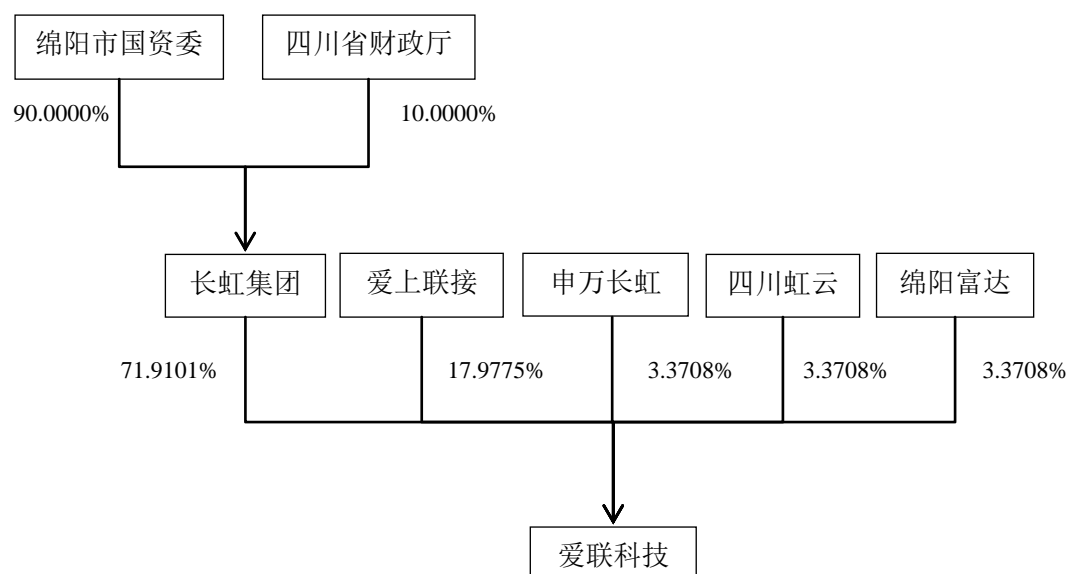 绵阳市国资委 四川省财政厅
90.0000% 10.0000%
长虹集团 爱上联接 申万长虹 四川虹云 绵阳富达
71.9101% 17.9775% 3.3708% 3.3708% 3.3708%
爱联科技